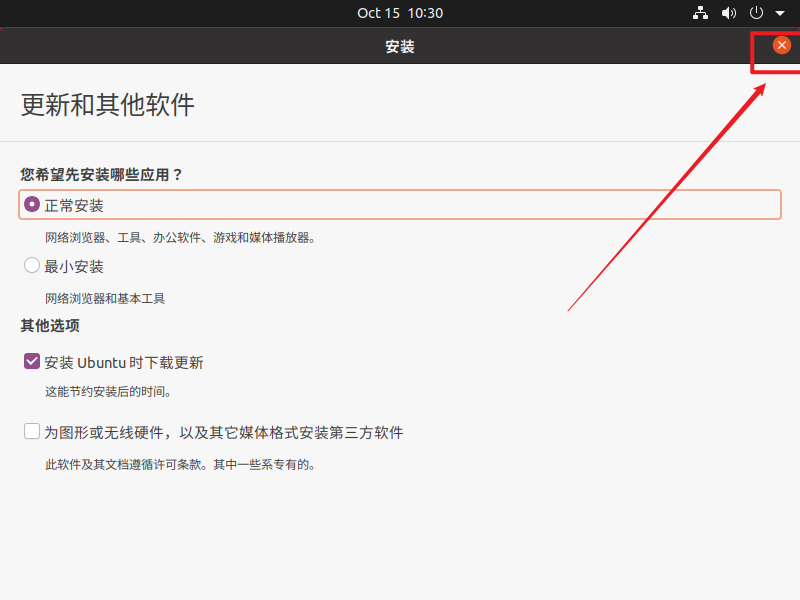 Oct 15 10:30
安装
更新和其他软件
您希望先安装哪些应用？
正常安装
网络浏览器、工具、办公软件、游戏和媒体播放器。
最小安装
网络浏览器和基本工具
其他选项
安装 Ubuntu 时下载更新
这能节约安装后的时间。
为图形或无线硬件，以及其它媒体格式安装第三方软件
此软件及其文档遵循许可条款。其中一些系专有的。